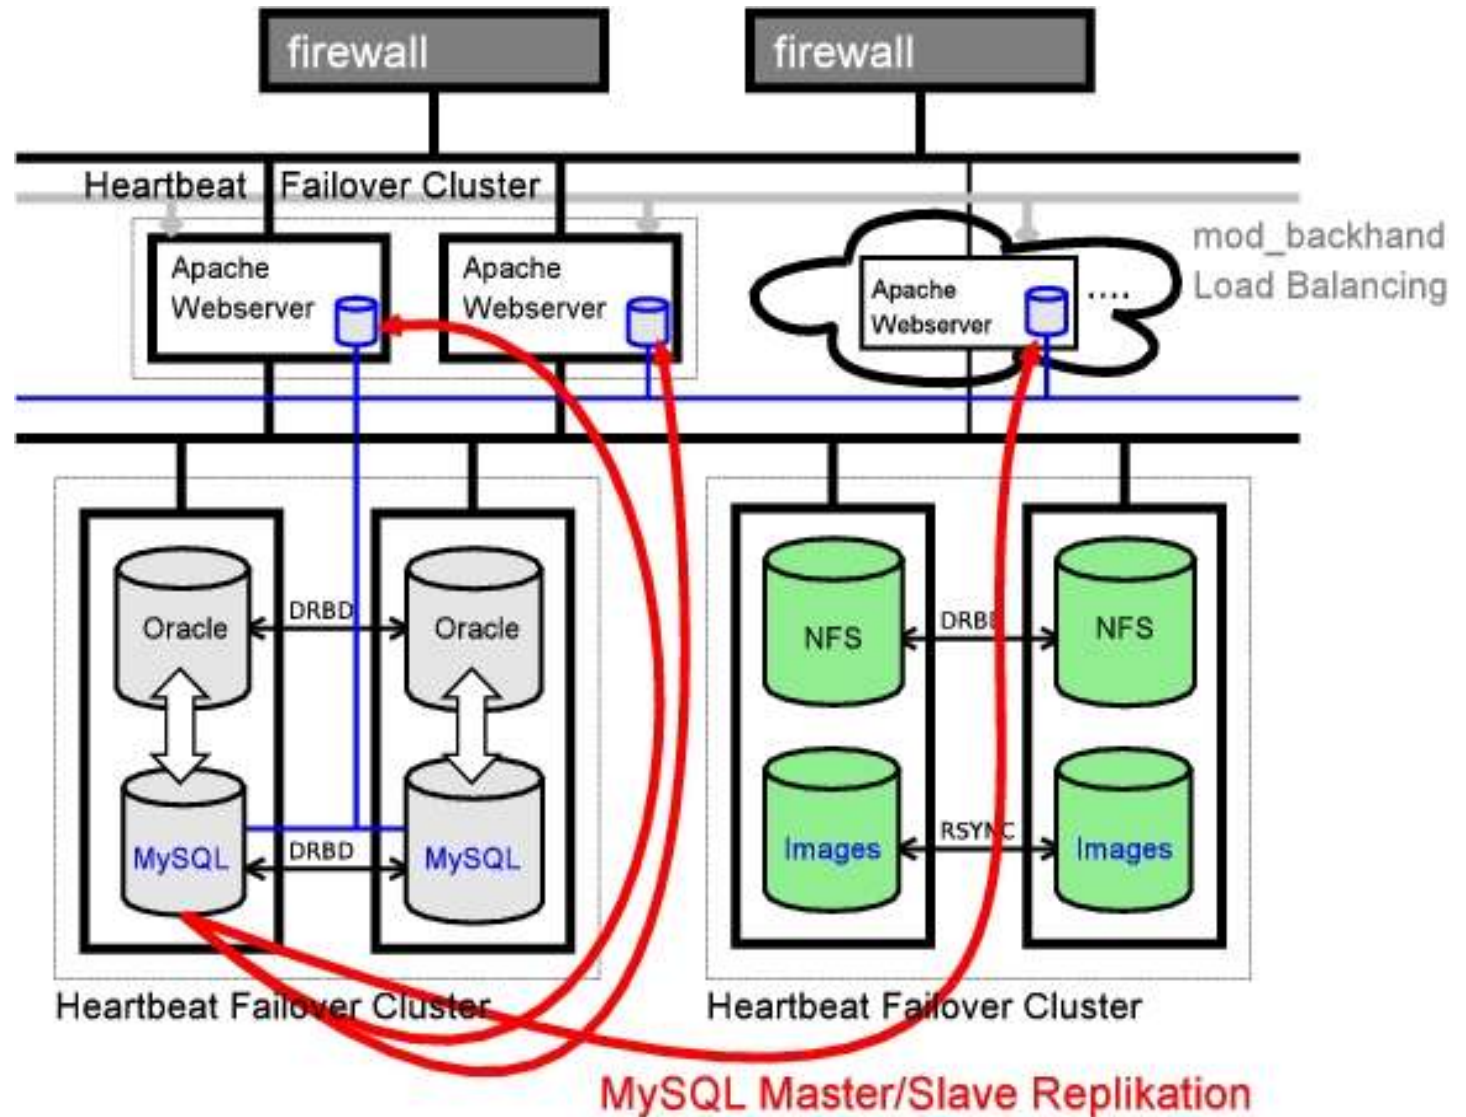 firewall
firewall
Heartbeat Failover Cluster
mod_backhand
Load Balancing
Apache
Webserver
Apache
Webserver
Apache
Webserver
....
Oracle
DRBD
Oracle
NFS
DRBD
NFS
MySQL
DRBD
MySQL
Images
RSYNC
Images
Heartbeat Failover Cluster
Heartbeat Failover Cluster
MySQL Master/Slave Replikation